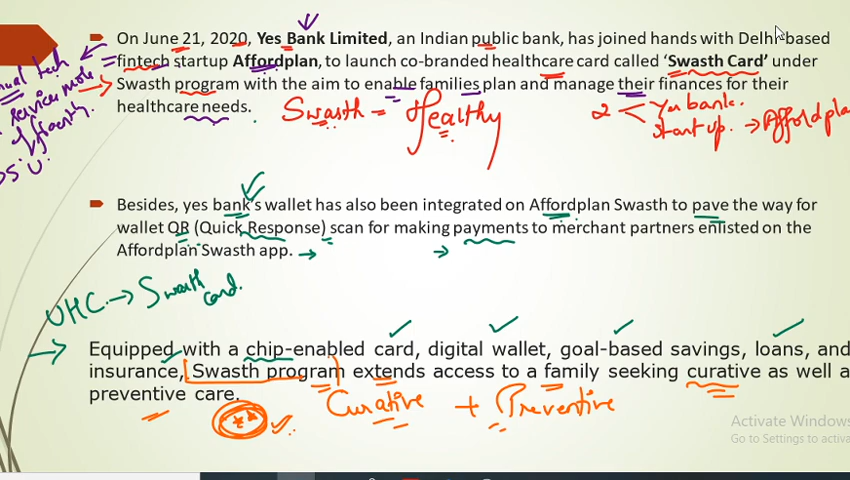 On June 21, 2020, Yes Bank Limited, an Indian public bank, has joined hands with Delhi-based
fintech startup Affordplan, to launch co-branded healthcare card called 'Swasth Card' under
Swasth program with the aim to enable families plan and manage their finances for their
healthcare needs.
Swasth = Healthy
2 < Yes bank.
Start up. → Affordpla
Besides, yes bank's wallet has also been integrated on Affordplan Swasth to pave the way for
wallet QR (Quick Response) scan for making payments to merchant partners enlisted on the
Affordplan Swasth app.
UHC → Swasth
card.
Equipped with a chip-enabled card, digital wallet, goal-based savings, loans, and
insurance, Swasth program extends access to a family seeking curative as well a
preventive care.
Curative + Preventive
Activate Windows
Go to Settings to activa